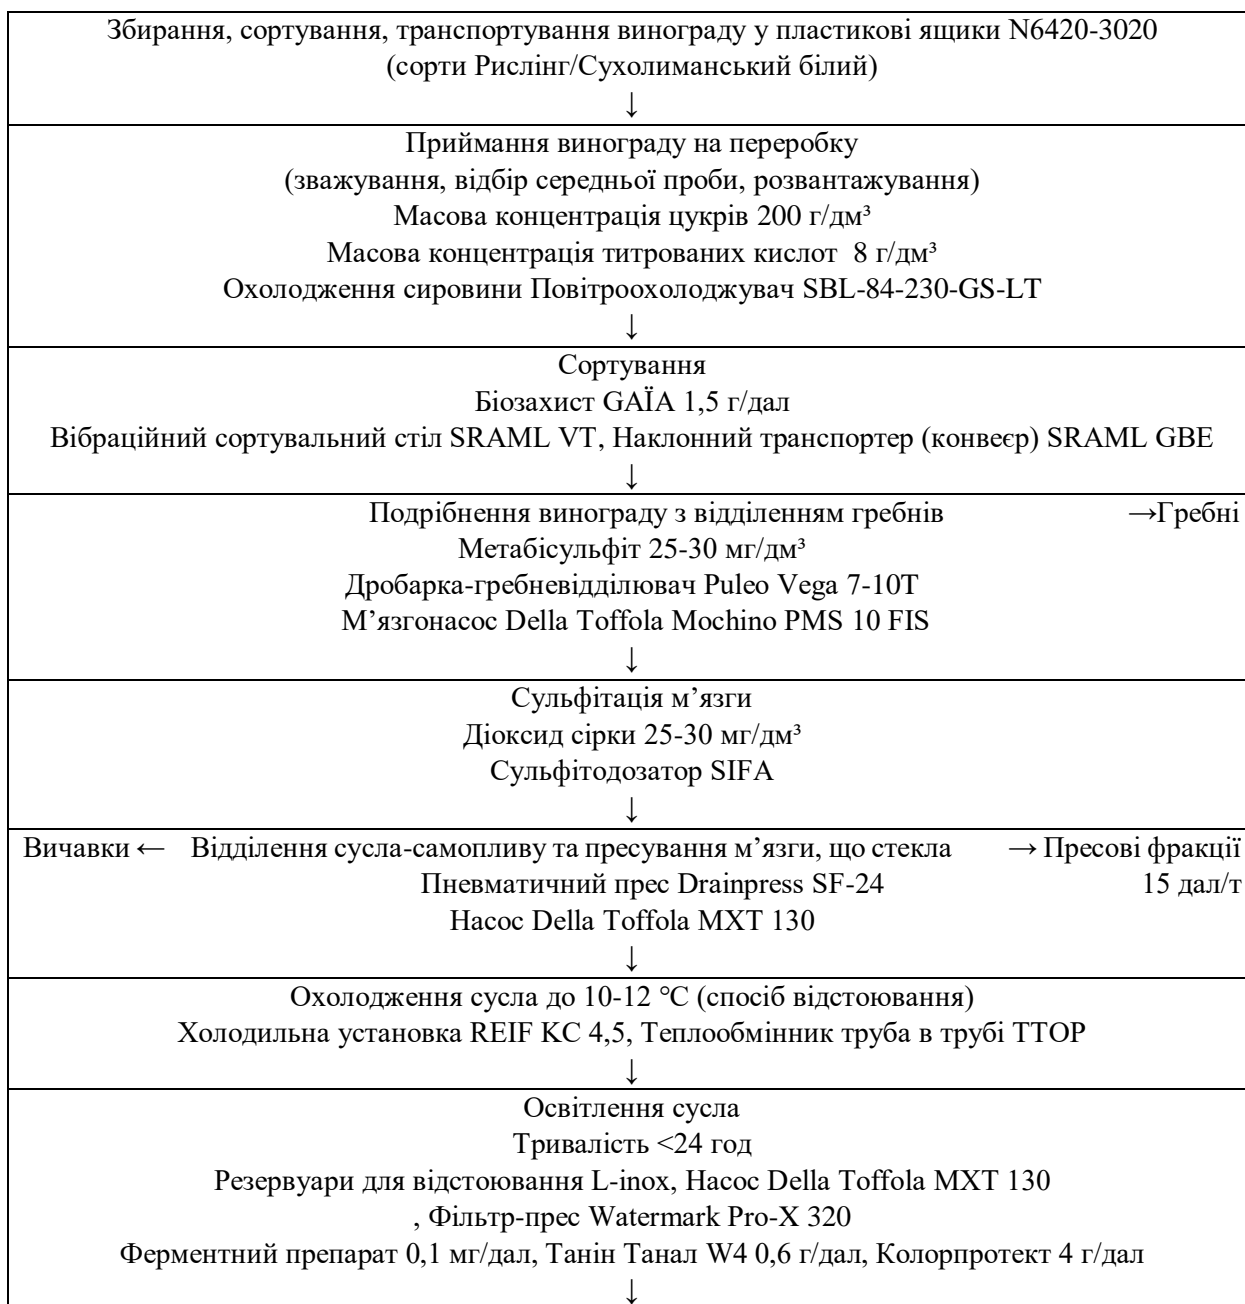 Збирання, сортування, транспортування винограду у пластикові ящики N6420-3020
(сорти Рислінг/Сухолиманський білий)
↓
Приймання винограду на переробку
(зважування, відбір середньої проби, розвантажування)
Масова концентрація цукрів 200 г/дм³
Масова концентрація титрованих кислот 8 г/дм³
Охолодження сировини Повітроохолоджувач SBL-84-230-GS-LT
↓
Сортування
Біозахист GAÏA 1,5 г/дал
Вібраційний сортувальний стіл SRAML VT, Наклонний транспортер (конвеєр) SRAML GBE
↓
Подрібнення винограду з відділенням гребнів →Гребні
Метабісульфіт 25-30 мг/дм³
Дробарка-гребневідділювач Puleo Vega 7-10T
М’язгонасос Della Toffola Mochino PMS 10 FIS
↓
Сульфітація м’язги
Діоксид сірки 25-30 мг/дм³
Сульфітодозатор SIFA
↓
Вичавки ← Відділення сусла-самопливу та пресування м’язги, що стекла → Пресові фракції
Пневматичний прес Drainpress SF-24 15 дал/т
Насос Della Toffola MXT 130
↓
Охолодження сусла до 10-12 °С (спосіб відстоювання)
Холодильна установка REIF КС 4,5, Теплообмінник труба в трубі ТТОР
↓
Освітлення сусла
Тривалість <24 год
Резервуари для відстоювання L-inox, Насос Della Toffola MXT 130
, Фільтр-прес Watermark Pro-X 320
Ферментний препарат 0,1 мг/дал, Танін Танал W4 0,6 г/дал, Колорпротект 4 г/дал
↓